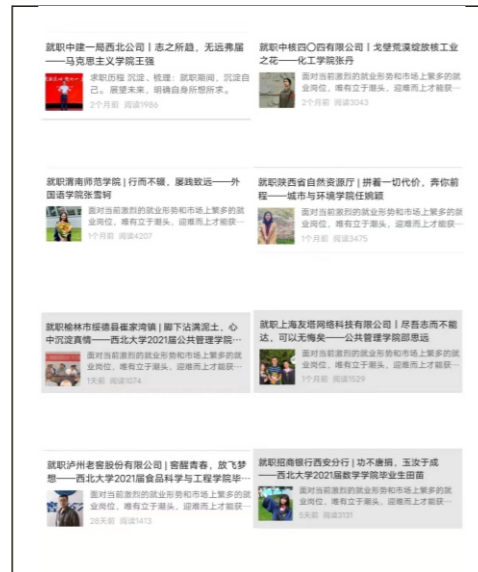 就职中建一局西北公司丨志之所趋，无远弗届
——马克思主义学院王强
求职历程 沉淀、梳理：就职期间，沉淀自
己。展望未来，明确自身所想所求。
2个月前 阅读1986
就职中核四〇四有限公司丨戈壁荒漠绽放核工业
之花——化工学院张丹
面对当前激烈的就业形势和市场上繁多的就
业岗位，唯有立于潮头，迎难而上才能获…
2个月前 阅读3043
就职渭南师范学院 | 行而不辍，屡践致远——外
国语学院张雪轲
面对当前激烈的就业形势和市场上繁多的就
业岗位，唯有立于潮头，迎难而上才能获…
1个月前 阅读4207
就职陕西省自然资源厅 | 拼着一切代价，奔你前
程——城市与环境学院任婉颖
面对当前激烈的就业形势和市场上繁多的就
业岗位，唯有立于潮头，迎难而上才能获…
1个月前 阅读3475
就职榆林市绥德县崔家湾镇 | 脚下沾满泥土，心
中沉淀真情——西北大学2021届公共管理学院…
面对当前激烈的就业形势和市场上繁多的就
业岗位，唯有立于潮头，迎难而上才能获…
1天前 阅读1074
就职上海友塔网络科技有限公司丨尽吾志而不能
达，可以无悔矣——公共管理学院邵思远
面对当前激烈的就业形势和市场上繁多的就
业岗位，唯有立于潮头，迎难而上才能获…
1个月前 阅读1529
就职泸州老窖股份有限公司 | 窖醒青春，放飞梦
想——西北大学2021届食品科学与工程学院毕…
面对当前激烈的就业形势和市场上繁多的就
业岗位，唯有立于潮头，迎难而上才能获…
26天前 阅读1413
就职招商银行西安分行 | 功不唐捐，玉汝于成
——西北大学2021届数学学院毕业生田苗
面对当前激烈的就业形势和市场上繁多的就
业岗位，唯有立于潮头，迎难而上才能获…
5天前 阅读3131